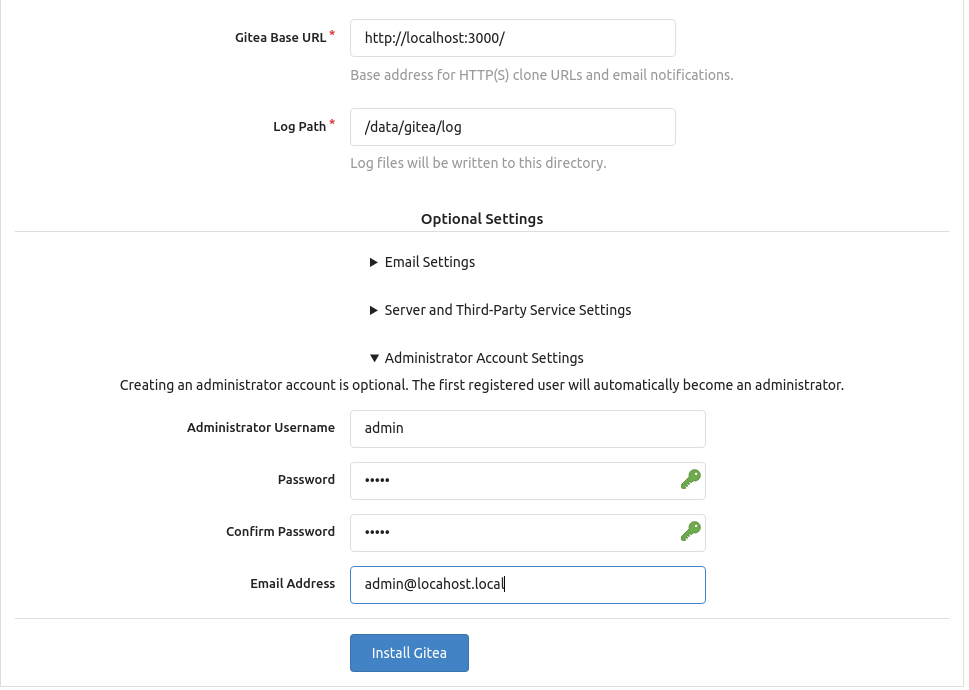 Gitea Base URL * http://localhost:3000/
Base address for HTTP(S) clone URLs and email notifications.
Log Path * /data/gitea/log
Log files will be written to this directory.
Optional Settings
▶ Email Settings
▶ Server and Third-Party Service Settings
▼ Administrator Account Settings
Creating an administrator account is optional. The first registered user will automatically become an administrator.
Administrator Username admin
Password •••••
Confirm Password •••••
Email Address admin@locahost.local
Install Gitea